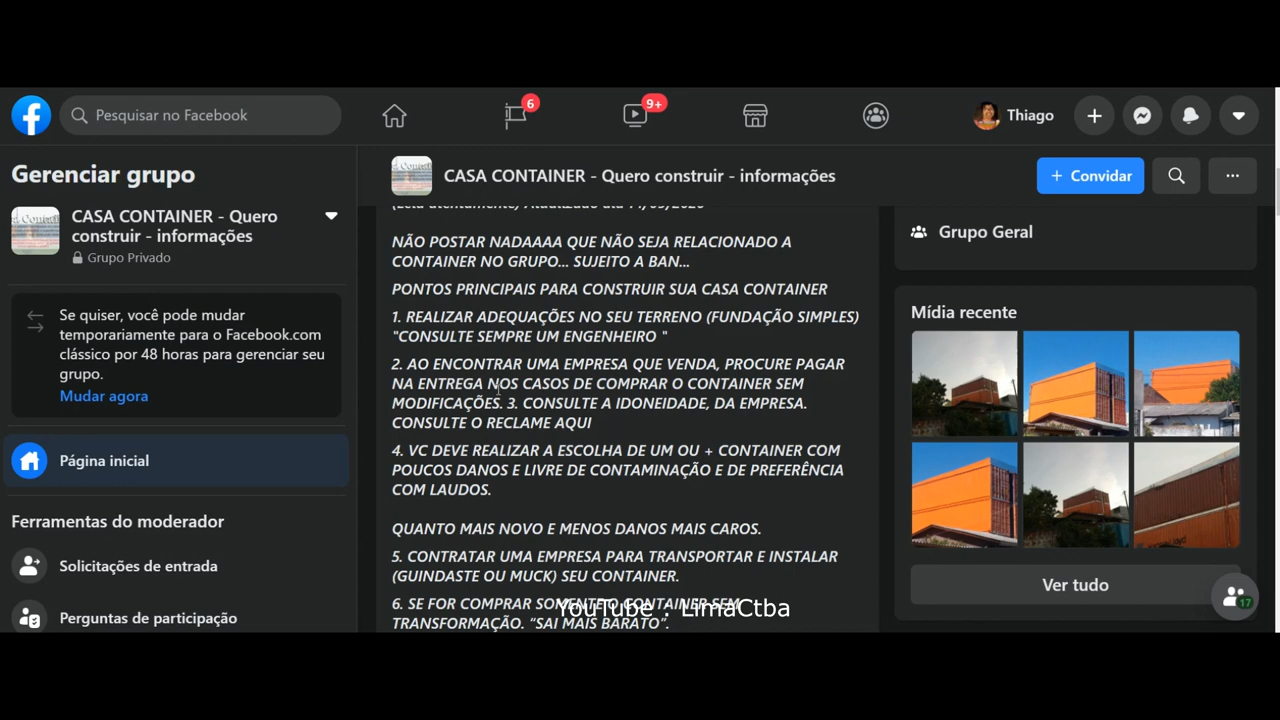 Pesquisar no Facebook
6
9+
Thiago
Gerenciar grupo
CASA CONTAINER - Quero
construir - informações
Grupo Privado
Se quiser, você pode mudar
temporariamente para o Facebook.com
clássico por 48 horas para gerenciar seu
grupo.
Mudar agora
Página inicial
Ferramentas do moderador
Solicitações de entrada
Perguntas de participação
CASA CONTAINER - Quero construir - informações
+ Convidar
NÃO POSTAR NADAAAA QUE NÃO SEJA RELACIONADO A
CONTAINER NO GRUPO... SUJEITO A BAN...
PONTOS PRINCIPAIS PARA CONSTRUIR SUA CASA CONTAINER
1. REALIZAR ADEQUAÇÕES NO SEU TERRENO (FUNDAÇÃO SIMPLES)
"CONSULTE SEMPRE UM ENGENHEIRO "
2. AO ENCONTRAR UMA EMPRESA QUE VENDA, PROCURE PAGAR
NA ENTREGA NOS CASOS DE COMPRAR O CONTAINER SEM
MODIFICAÇÕES. 3. CONSULTE A IDONEIDADE, DA EMPRESA.
CONSULTE O RECLAME AQUI
4. VC DEVE REALIZAR A ESCOLHA DE UM OU + CONTAINER COM
POUCOS DANOS E LIVRE DE CONTAMINAÇÃO E DE PREFERÊNCIA
COM LAUDOS.
QUANTO MAIS NOVO E MENOS DANOS MAIS CAROS.
5. CONTRATAR UMA EMPRESA PARA TRANSPORTAR E INSTALAR
(GUINDASTE OU MUCK) SEU CONTAINER.
6. SE FOR COMPRAR SOMENTE O CONTAINER SEM
TRANSFORMAÇÃO. "SAI MAIS BARATO".
YouTube : LimaCtba
Grupo Geral
Mídia recente
Ver tudo
17